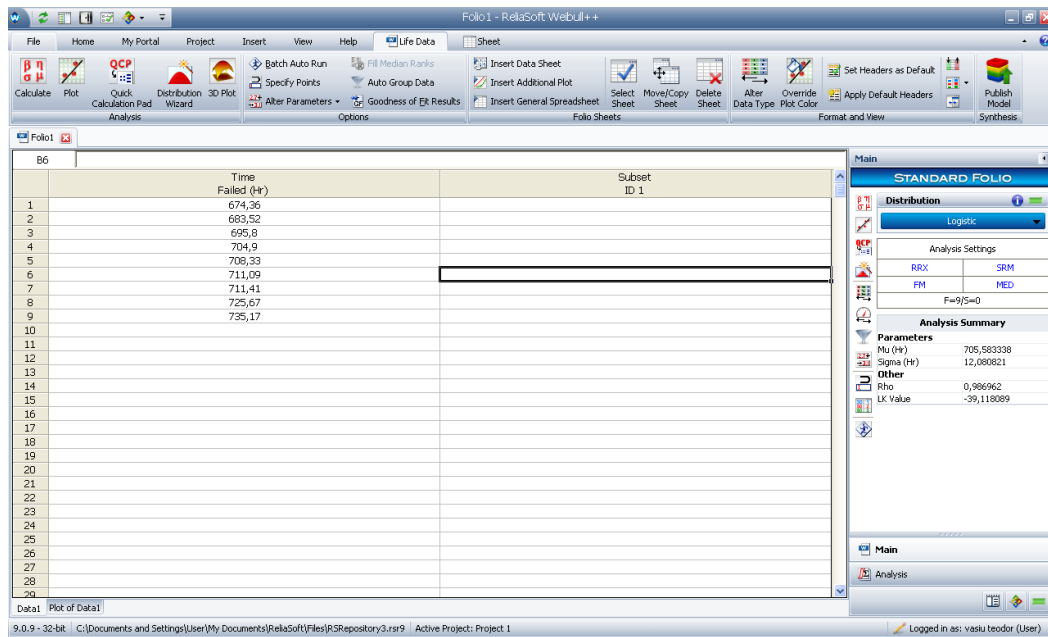 Folio1 - ReliaSoft Weibull++
File Home My Portal Project Insert View Help Life Data Sheet
Calculate
Plot
QCP
Quick Calculation Pad
Distribution Wizard
3D Plot
Analysis
Batch Auto Run
Specify Points
Alter Parameters
Fill Median Ranks
Auto Group Data
Goodness of Fit Results
Options
Insert Data Sheet
Insert Additional Plot
Insert General Spreadsheet
Select Sheet
Move/Copy Sheet
Delete Sheet
Folio Sheets
Alter Data Type
Override Plot Color
Set Headers as Default
Apply Default Headers
Format and View
Publish Model
Synthesis
Folio1
B6
Time Failed (Hr)
Subset ID 1
1 674,36
2 683,52
3 695,8
4 704,9
5 708,33
6 711,09
7 711,41
8 725,67
9 735,17
10
11
12
13
14
15
16
17
18
19
20
21
22
23
24
25
26
27
28
29
Main
STANDARD FOLIO
Distribution
Logistic
Analysis Settings
RRX SRM
FM MED
F=9/S=0
Analysis Summary
Parameters
Mu (Hr) 705,583338
Sigma (Hr) 12,080821
Other
Rho 0,986962
LK Value -39,118089
Main
Analysis
Data1 Plot of Data1
9.0.9 - 32-bit C:\Documents and Settings\User\My Documents\ReliaSoft\Files\RSRepository3.rsr9 Active Project: Project 1 Logged in as: vasiu teodor (User)